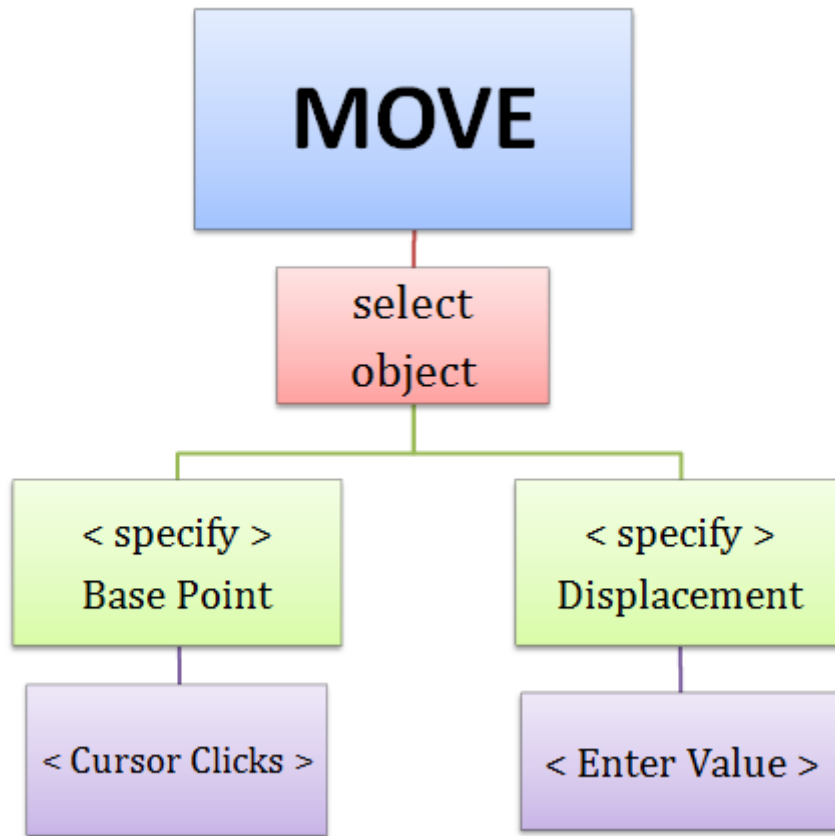 MOVE
select
object
< specify >
Base Point
< specify >
Displacement
< Cursor Clicks >
< Enter Value >